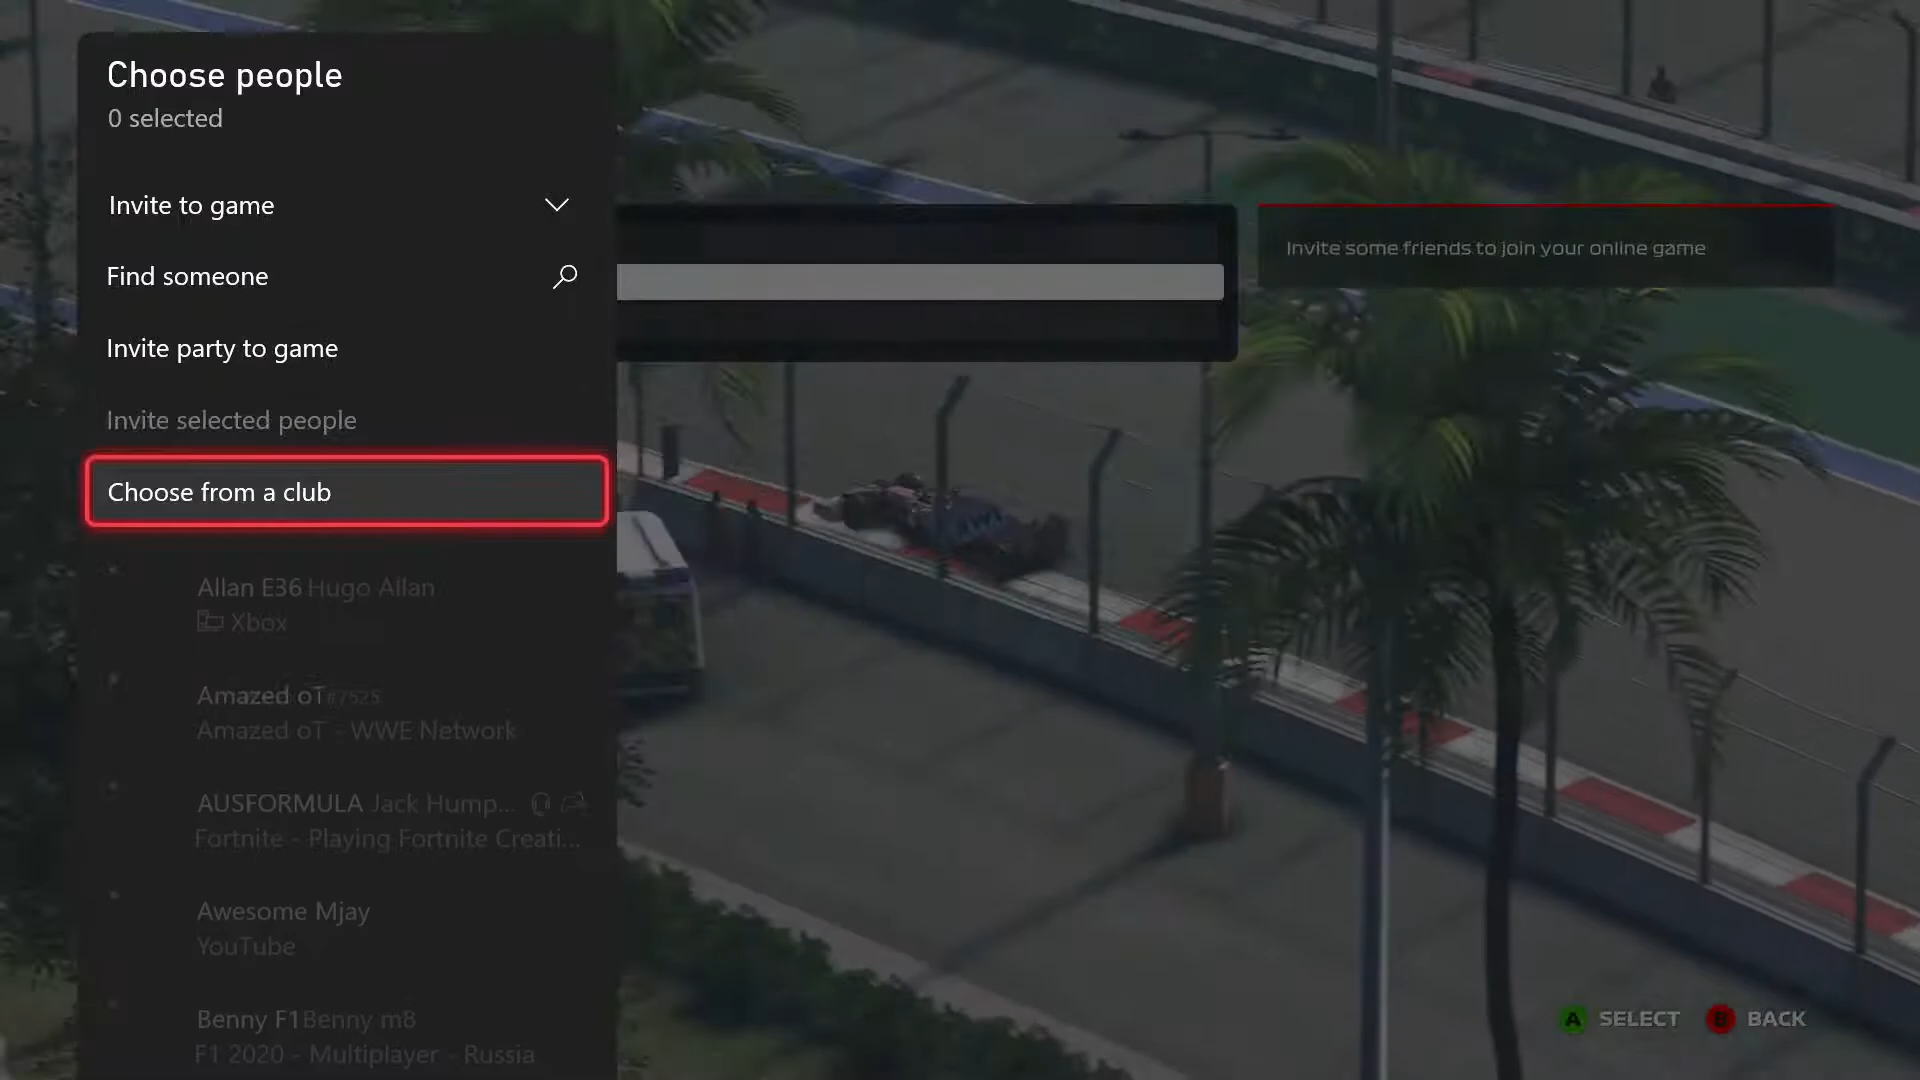 Choose people
0 selected
Invite to game
Find someone
Invite party to game
Invite selected people
Choose from a club
Allan E36 Hugo Allan
Xbox
Amazed oT#7525
Amazed oT - WWE Network
AUSFORMULA Jack Hump...
Fortnite - Playing Fortnite Creati...
Awesome Mjay
YouTube
Benny F1 Benny m8
F1 2020 - Multiplayer - Russia
Invite some friends to join your online game
A SELECT B BACK